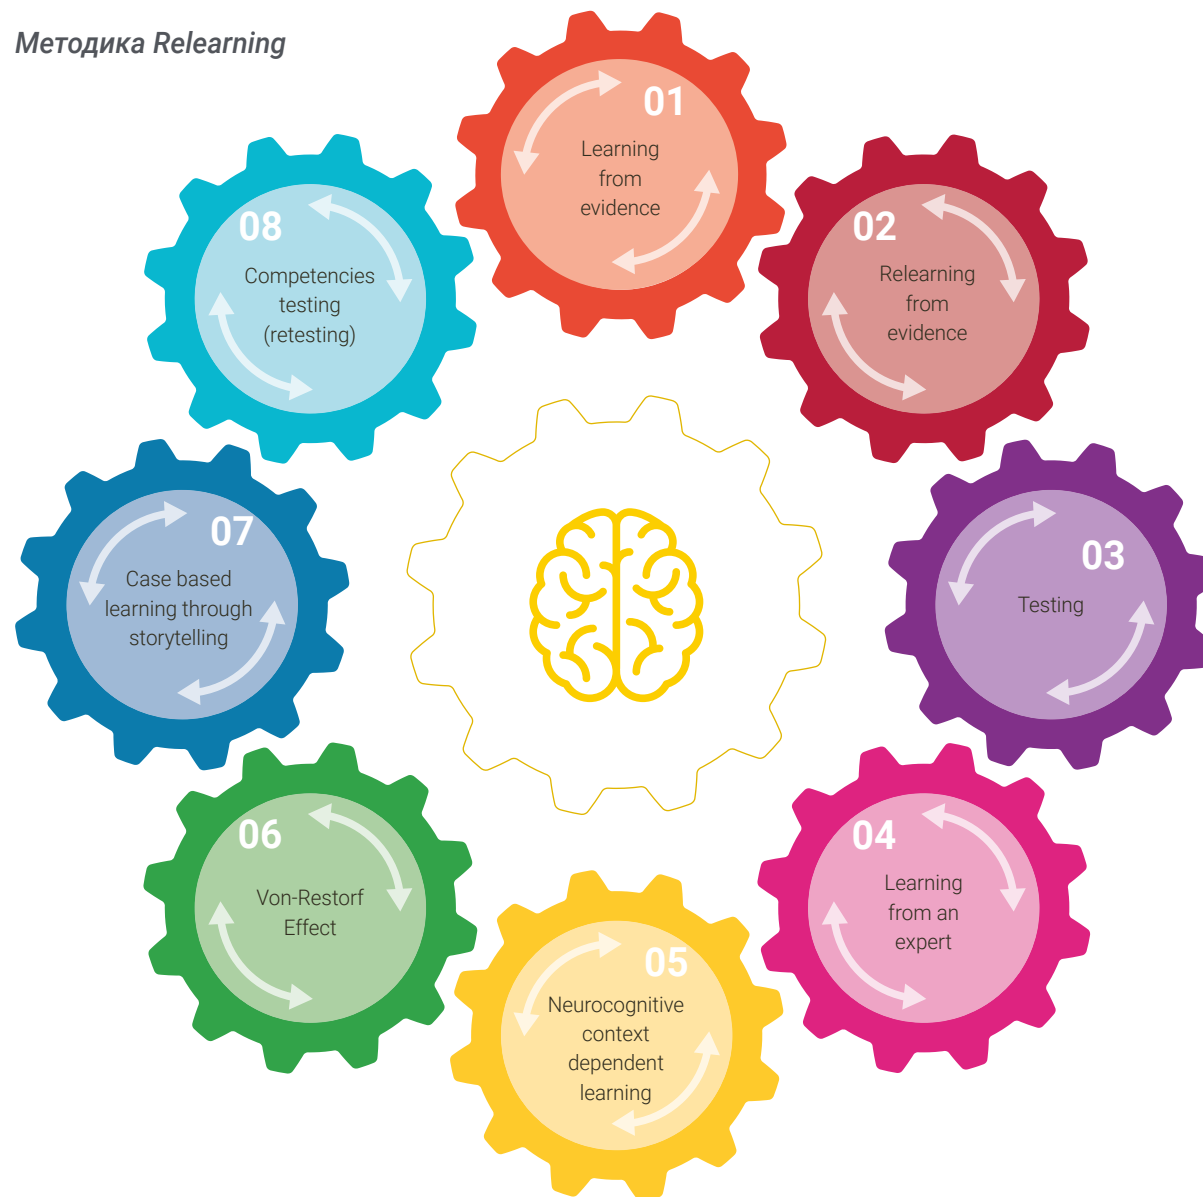 Методика Relearning
01
Learning
from
evidence
02
Relearning
from
evidence
03
Testing
04
Learning
from an
expert
05
Neurocognitive
context
dependent
learning
06
Von-Restorf
Effect
07
Case based
learning through
storytelling
08
Competencies
testing
(retesting)